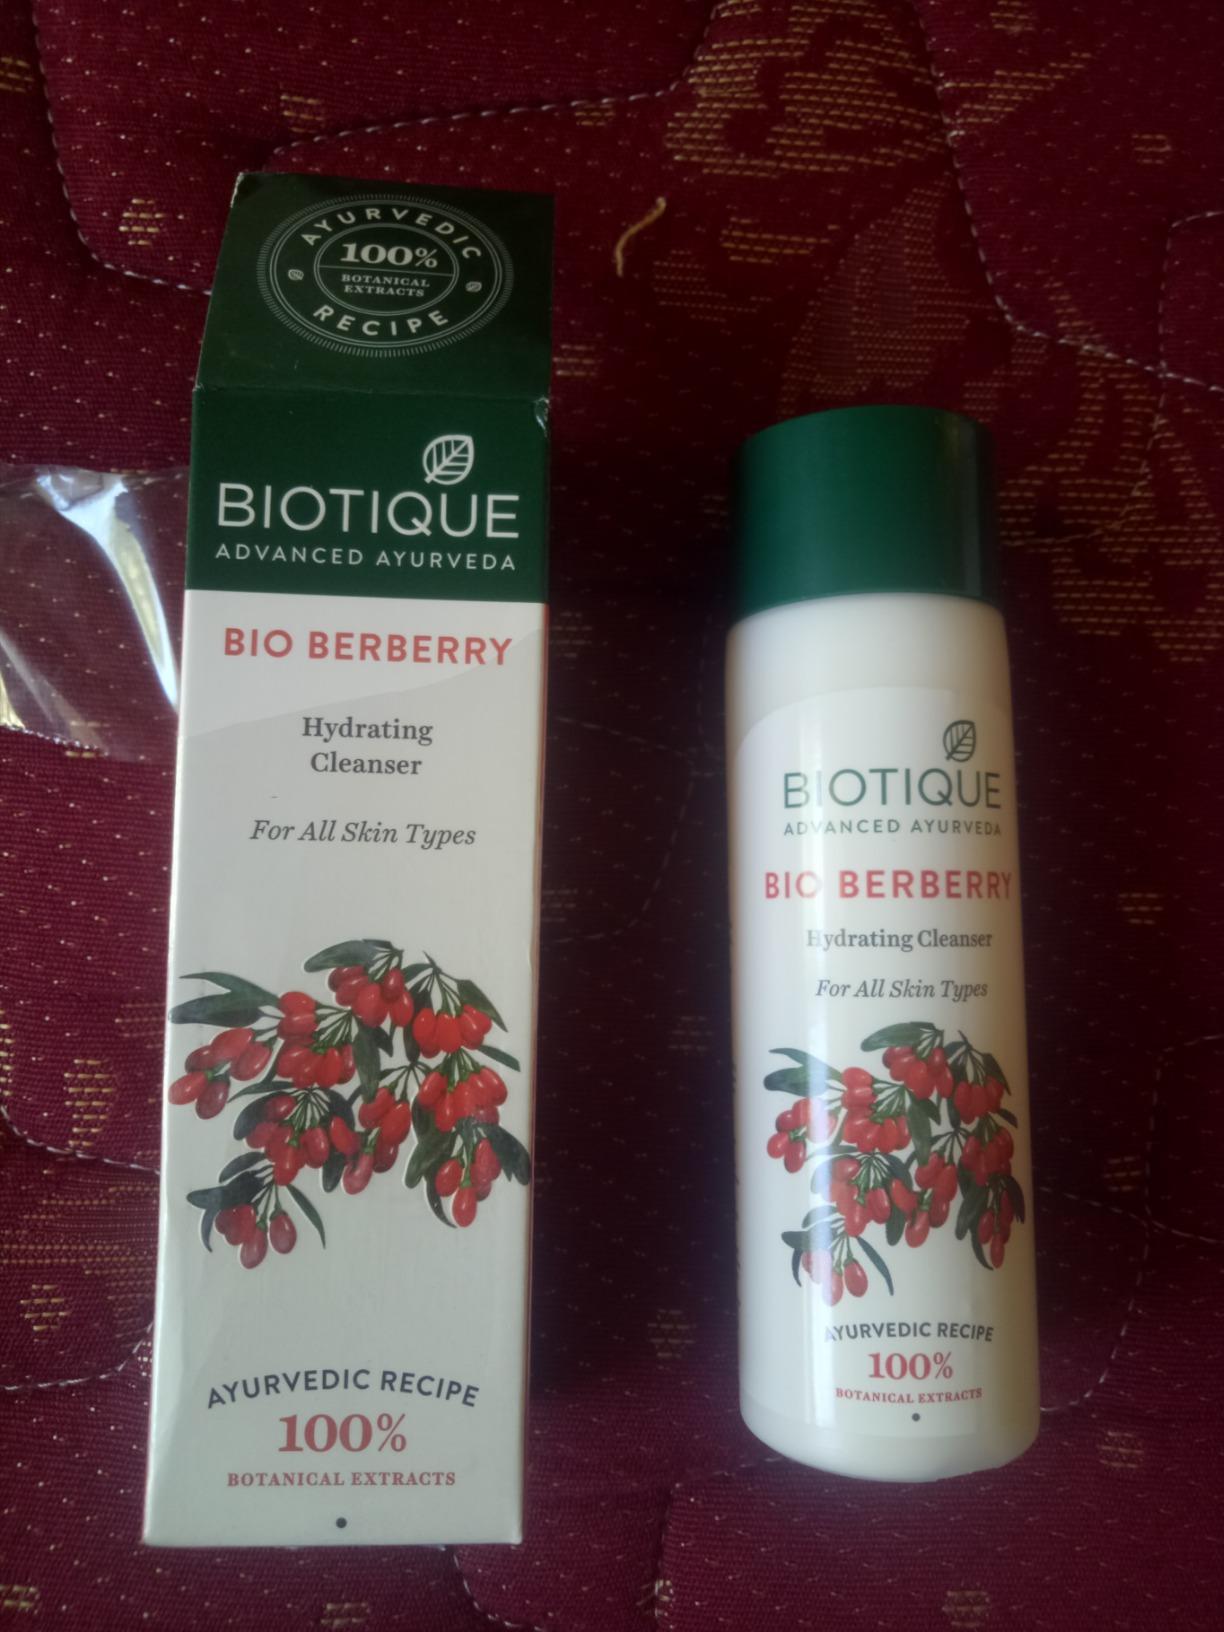 AYURVEDIC
100%
BOTANICAL
EXTRACTS
RECIPE
BIOTIQUE
ADVANCED AYURVEDA
BIO BERBERRY
Hydrating
Cleanser
For All Skin Types
AYURVEDIC RECIPE
100%
BOTANICAL EXTRACTS
BIOTIQUE
ADVANCED AYURVEDA
BIO BERBERRY
Hydrating Cleanser
For All Skin Types
AYURVEDIC RECIPE
100%
BOTANICAL EXTRACTS